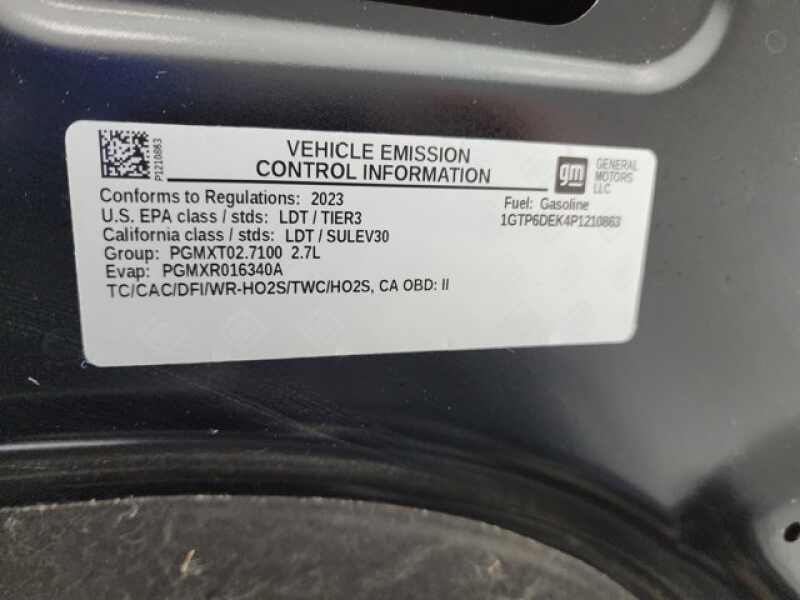 P1210863
VEHICLE EMISSION
CONTROL INFORMATION
gm
GENERAL
MOTORS
LLC
Conforms to Regulations: 2023
Fuel: Gasoline
U.S. EPA class / stds: LDT / TIER3
1GTP6DEK4P1210863
California class / stds: LDT / SULEV30
Group: PGMXT02.7100 2.7L
Evap: PGMXR016340A
TC/CAC/DFI/WR-HO2S/TWC/HO2S, CA OBD: II